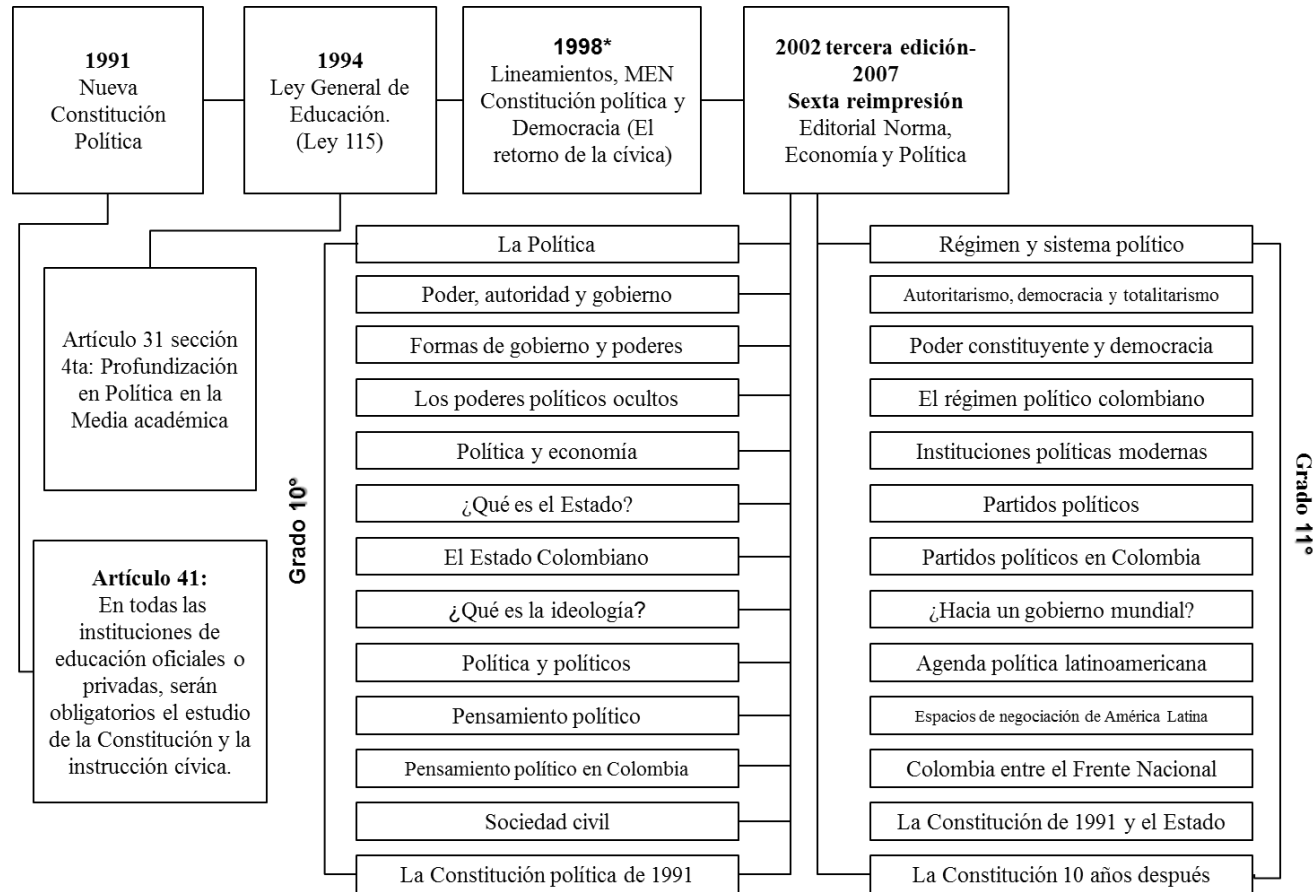 1991
Nueva
Constitución
Política
1994
Ley General de
Educación.
(Ley 115)
1998*
Lineamientos, MEN
Constitución política y
Democracia (El
retorno de la cívica)
2002 tercera edición-
2007
Sexta reimpresión
Editorial Norma,
Economía y Política
Artículo 31 sección
4ta: Profundización
en Política en la
Media académica
Artículo 41:
En todas las
instituciones de
educación oficiales o
privadas, serán
obligatorios el estudio
de la Constitución y la
instrucción cívica.
Grado 10°
La Política
Poder, autoridad y gobierno
Formas de gobierno y poderes
Los poderes políticos ocultos
Política y economía
¿Qué es el Estado?
El Estado Colombiano
¿Qué es la ideología?
Política y políticos
Pensamiento político
Pensamiento político en Colombia
Sociedad civil
La Constitución política de 1991
Régimen y sistema político
Autoritarismo, democracia y totalitarismo
Poder constituyente y democracia
El régimen político colombiano
Instituciones políticas modernas
Partidos políticos
Partidos políticos en Colombia
¿Hacia un gobierno mundial?
Agenda política latinoamericana
Espacios de negociación de América Latina
Colombia entre el Frente Nacional
La Constitución de 1991 y el Estado
La Constitución 10 años después
Grado 11°